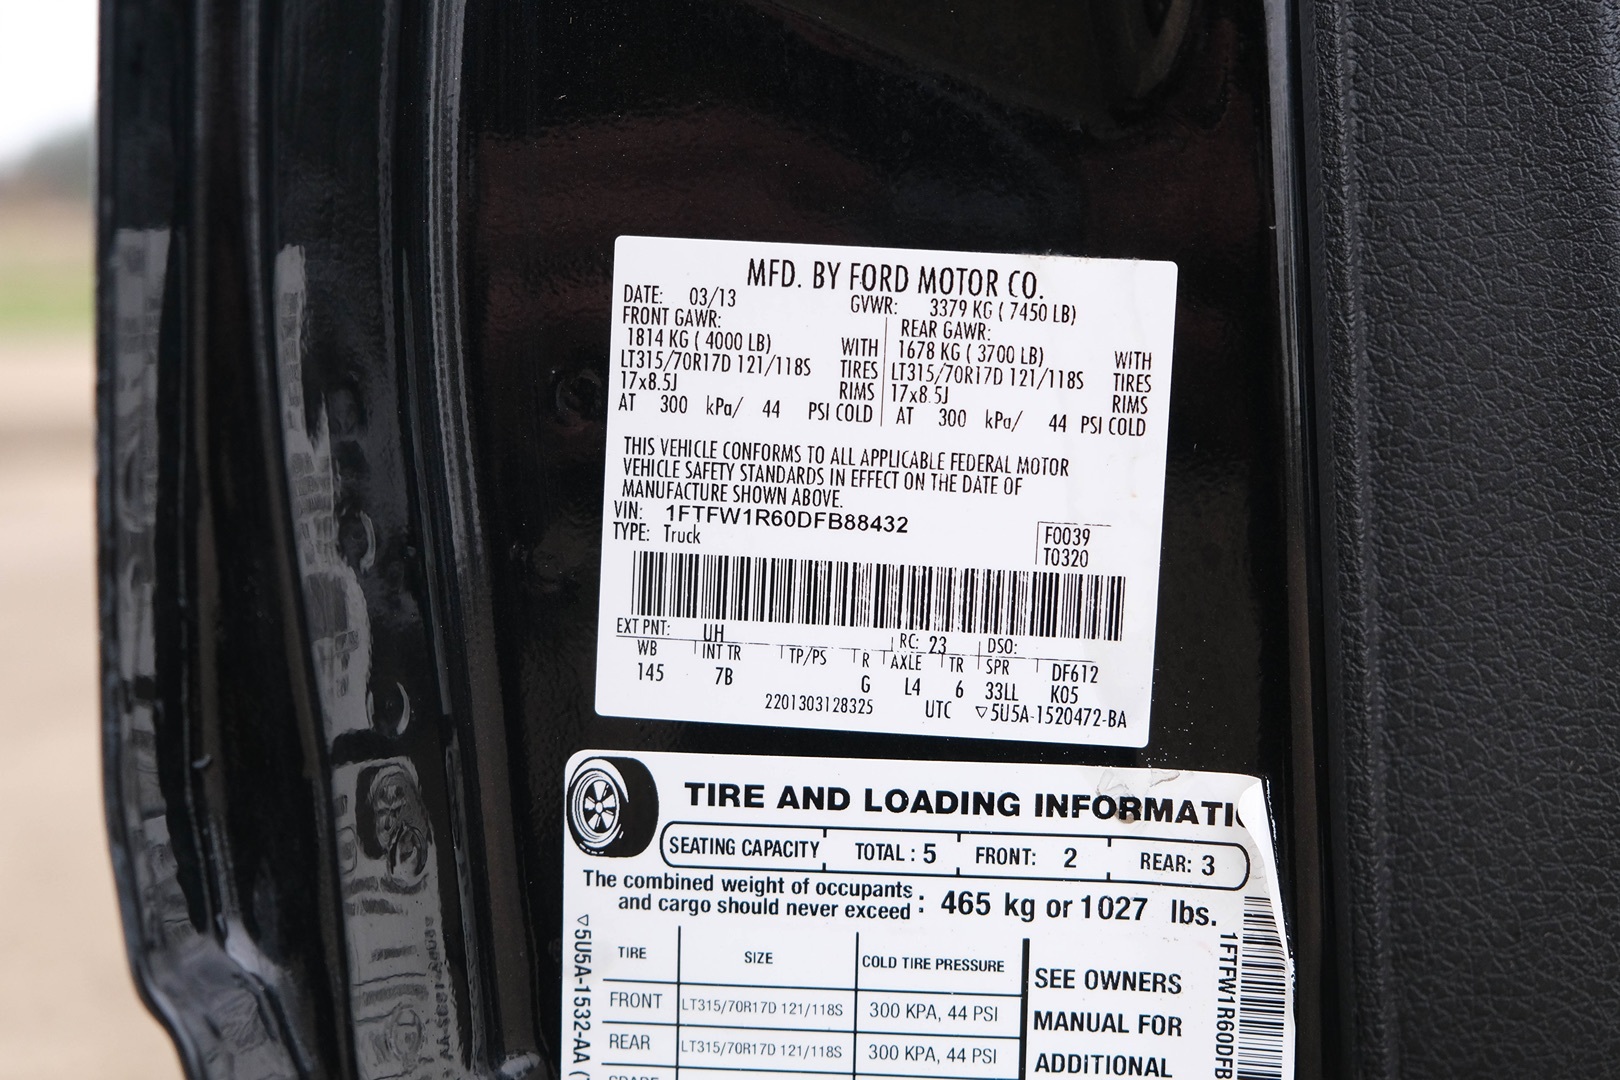 MFD. BY FORD MOTOR CO.
DATE: 03/13 GVWR: 3379 KG ( 7450 LB)
FRONT GAWR: REAR GAWR:
1814 KG ( 4000 LB) WITH 1678 KG ( 3700 LB) WITH
LT315/70R17D 121/118S TIRES LT315/70R17D 121/118S TIRES
17x8.5J RIMS 17x8.5J RIMS
AT 300 kPa/ 44 PSI COLD AT 300 kPa/ 44 PSI COLD
THIS VEHICLE CONFORMS TO ALL APPLICABLE FEDERAL MOTOR
VEHICLE SAFETY STANDARDS IN EFFECT ON THE DATE OF
MANUFACTURE SHOWN ABOVE.
VIN: 1FTFW1R60DFB88432
TYPE: Truck
F0039
T0320
EXT PNT: UH RC: 23 DSO:
WB INT TR TP/PS R AXLE TR SPR DF612
145 7B G L4 6 33LL K05
2201303128325 UTC ▽5U5A-1520472-BA
TIRE AND LOADING INFORMATI
SEATING CAPACITY TOTAL : 5 FRONT: 2 REAR: 3
The combined weight of occupants
and cargo should never exceed : 465 kg or 1027 lbs.
TIRE SIZE COLD TIRE PRESSURE
FRONT LT315/70R17D 121/118S 300 KPA, 44 PSI
REAR LT315/70R17D 121/118S 300 KPA, 44 PSI
SEE OWNERS
MANUAL FOR
ADDITIONAL
▽5U5A-1532-AA (
1FTFW1R60DFB